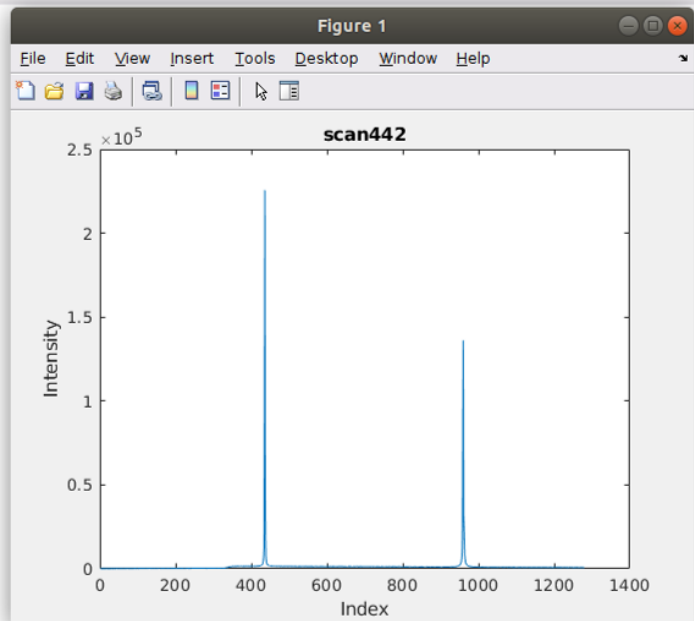 Figure 1
File Edit View Insert Tools Desktop Window Help
scan442
×10^5
2.5
2
1.5
1
0.5
0
Intensity
0 200 400 600 800 1000 1200 1400
Index